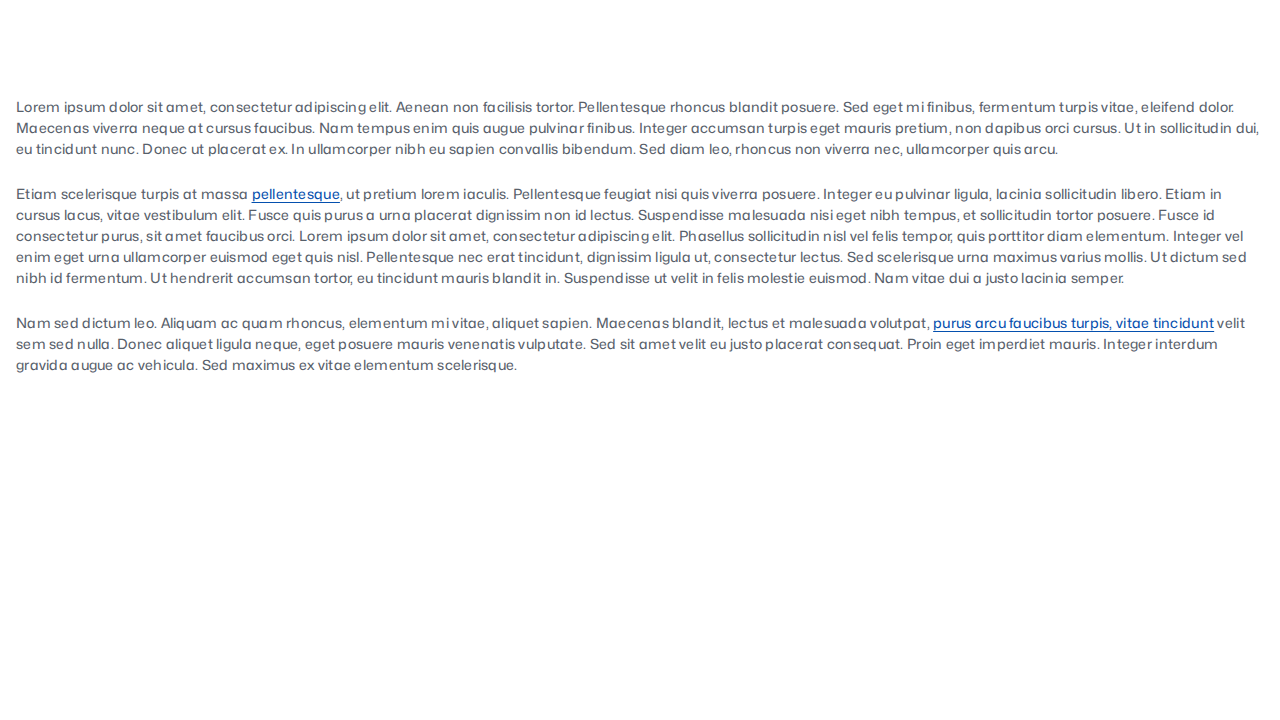 Lorem ipsum dolor sit amet, consectetur adipiscing elit. Aenean non facilisis tortor. Pellentesque rhoncus blandit posuere. Sed eget mi finibus, fermentum turpis vitae, eleifend dolor.
Maecenas viverra neque at cursus faucibus. Nam tempus enim quis augue pulvinar finibus. Integer accumsan turpis eget mauris pretium, non dapibus orci cursus. Ut in sollicitudin dui,
eu tincidunt nunc. Donec ut placerat ex. In ullamcorper nibh eu sapien convallis bibendum. Sed diam leo, rhoncus non viverra nec, ullamcorper quis arcu.
Etiam scelerisque turpis at massa pellentesque, ut pretium lorem iaculis. Pellentesque feugiat nisi quis viverra posuere. Integer eu pulvinar ligula, lacinia sollicitudin libero. Etiam in
cursus lacus, vitae vestibulum elit. Fusce quis purus a urna placerat dignissim non id lectus. Suspendisse malesuada nisi eget nibh tempus, et sollicitudin tortor posuere. Fusce id
consectetur purus, sit amet faucibus orci. Lorem ipsum dolor sit amet, consectetur adipiscing elit. Phasellus sollicitudin nisl vel felis tempor, quis porttitor diam elementum. Integer vel
enim eget urna ullamcorper euismod eget quis nisl. Pellentesque nec erat tincidunt, dignissim ligula ut, consectetur lectus. Sed scelerisque urna maximus varius mollis. Ut dictum sed
nibh id fermentum. Ut hendrerit accumsan tortor, eu tincidunt mauris blandit in. Suspendisse ut velit in felis molestie euismod. Nam vitae dui a justo lacinia semper.
Nam sed dictum leo. Aliquam ac quam rhoncus, elementum mi vitae, aliquet sapien. Maecenas blandit, lectus et malesuada volutpat, purus arcu faucibus turpis, vitae tincidunt velit
sem sed nulla. Donec aliquet ligula neque, eget posuere mauris venenatis vulputate. Sed sit amet velit eu justo placerat consequat. Proin eget imperdiet mauris. Integer interdum
gravida augue ac vehicula. Sed maximus ex vitae elementum scelerisque.